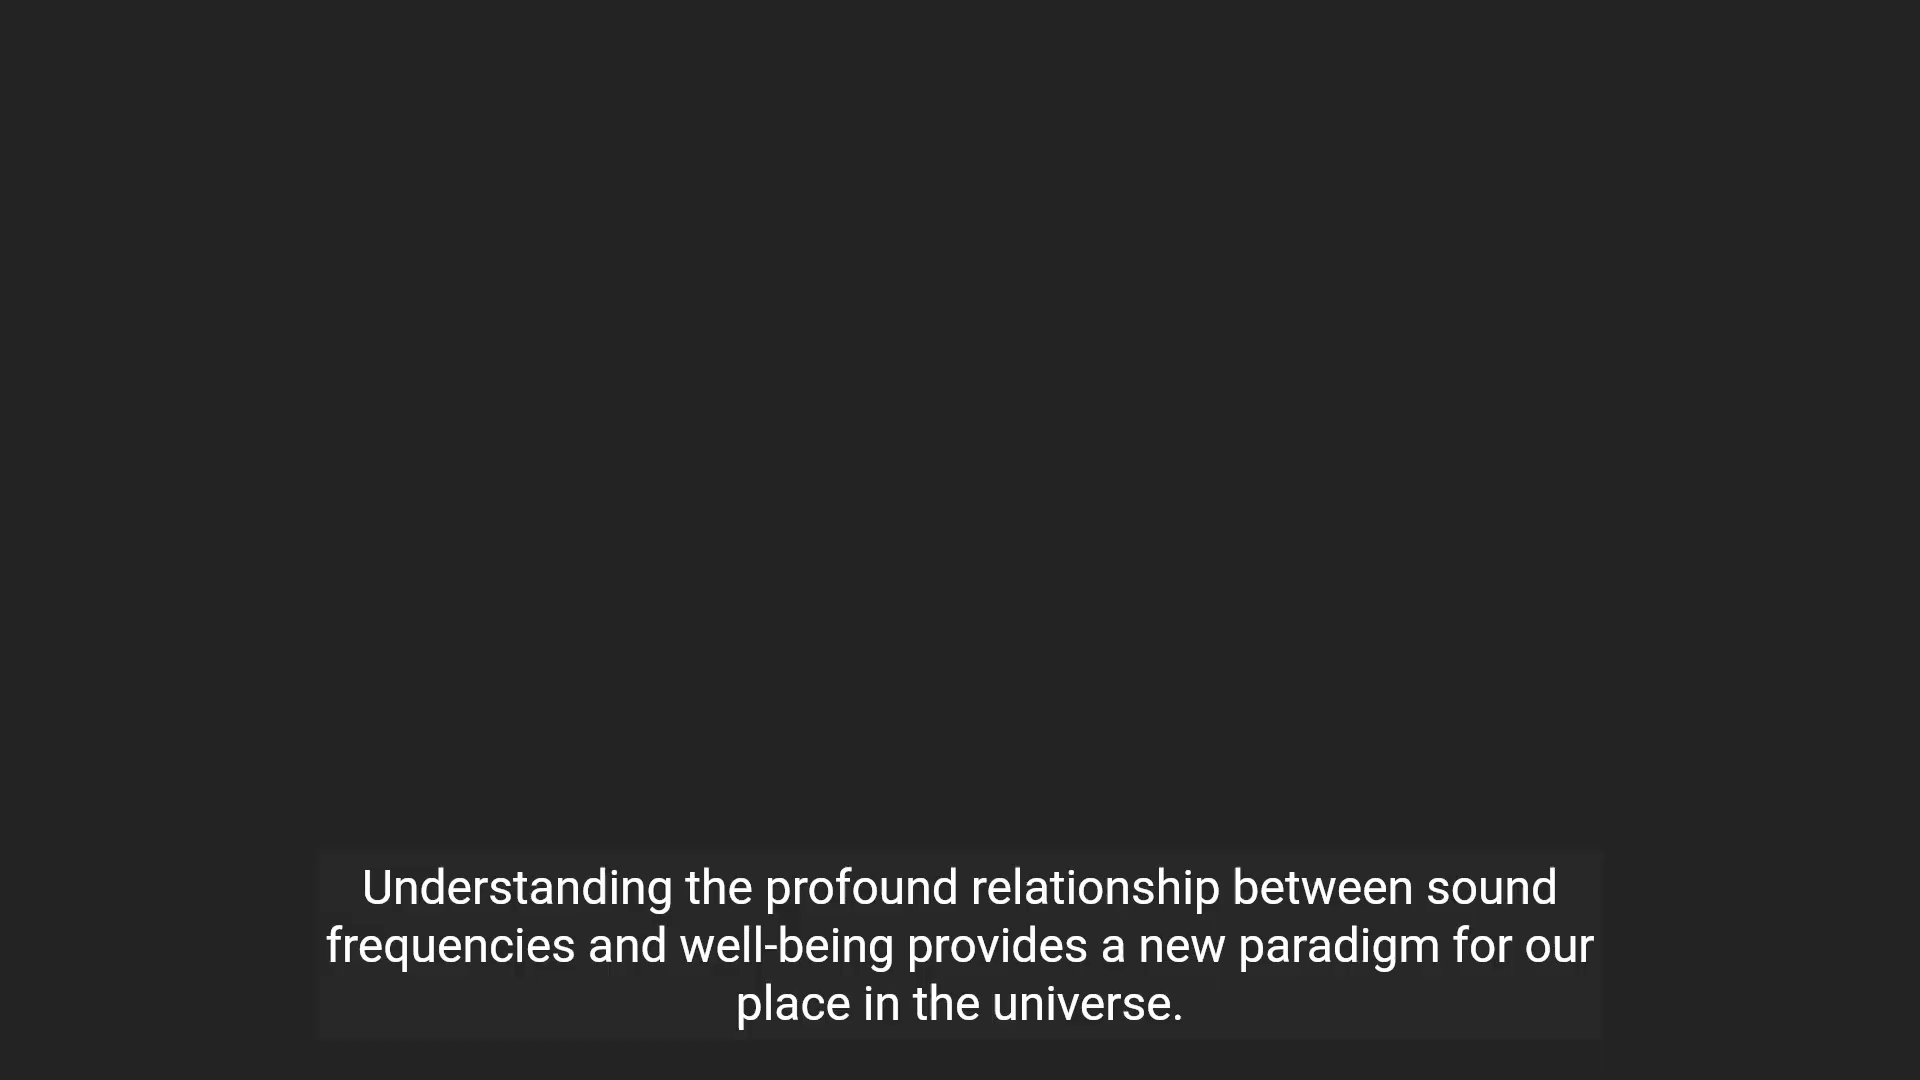 Understanding the profound relationship between sound
frequencies and well-being provides a new paradigm for our
place in the universe.